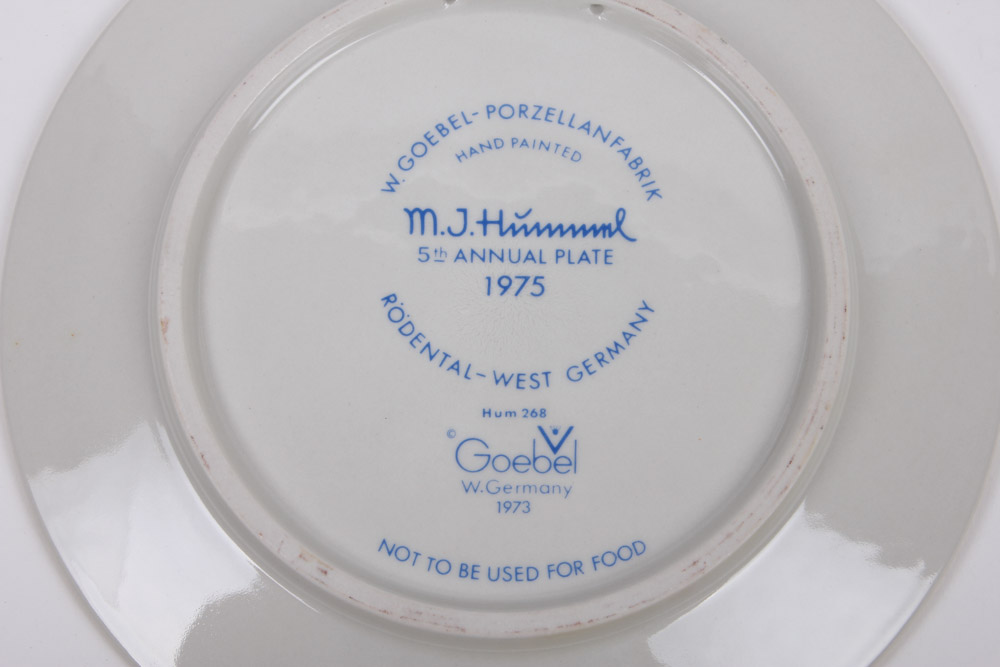 W. GOEBEL - PORZELLANFABRIK
HAND PAINTED
M.J. Hummel
5th ANNUAL PLATE
1975
RÖDENTAL - WEST GERMANY
Hum 268
© Goebel
W. Germany
1973
NOT TO BE USED FOR FOOD